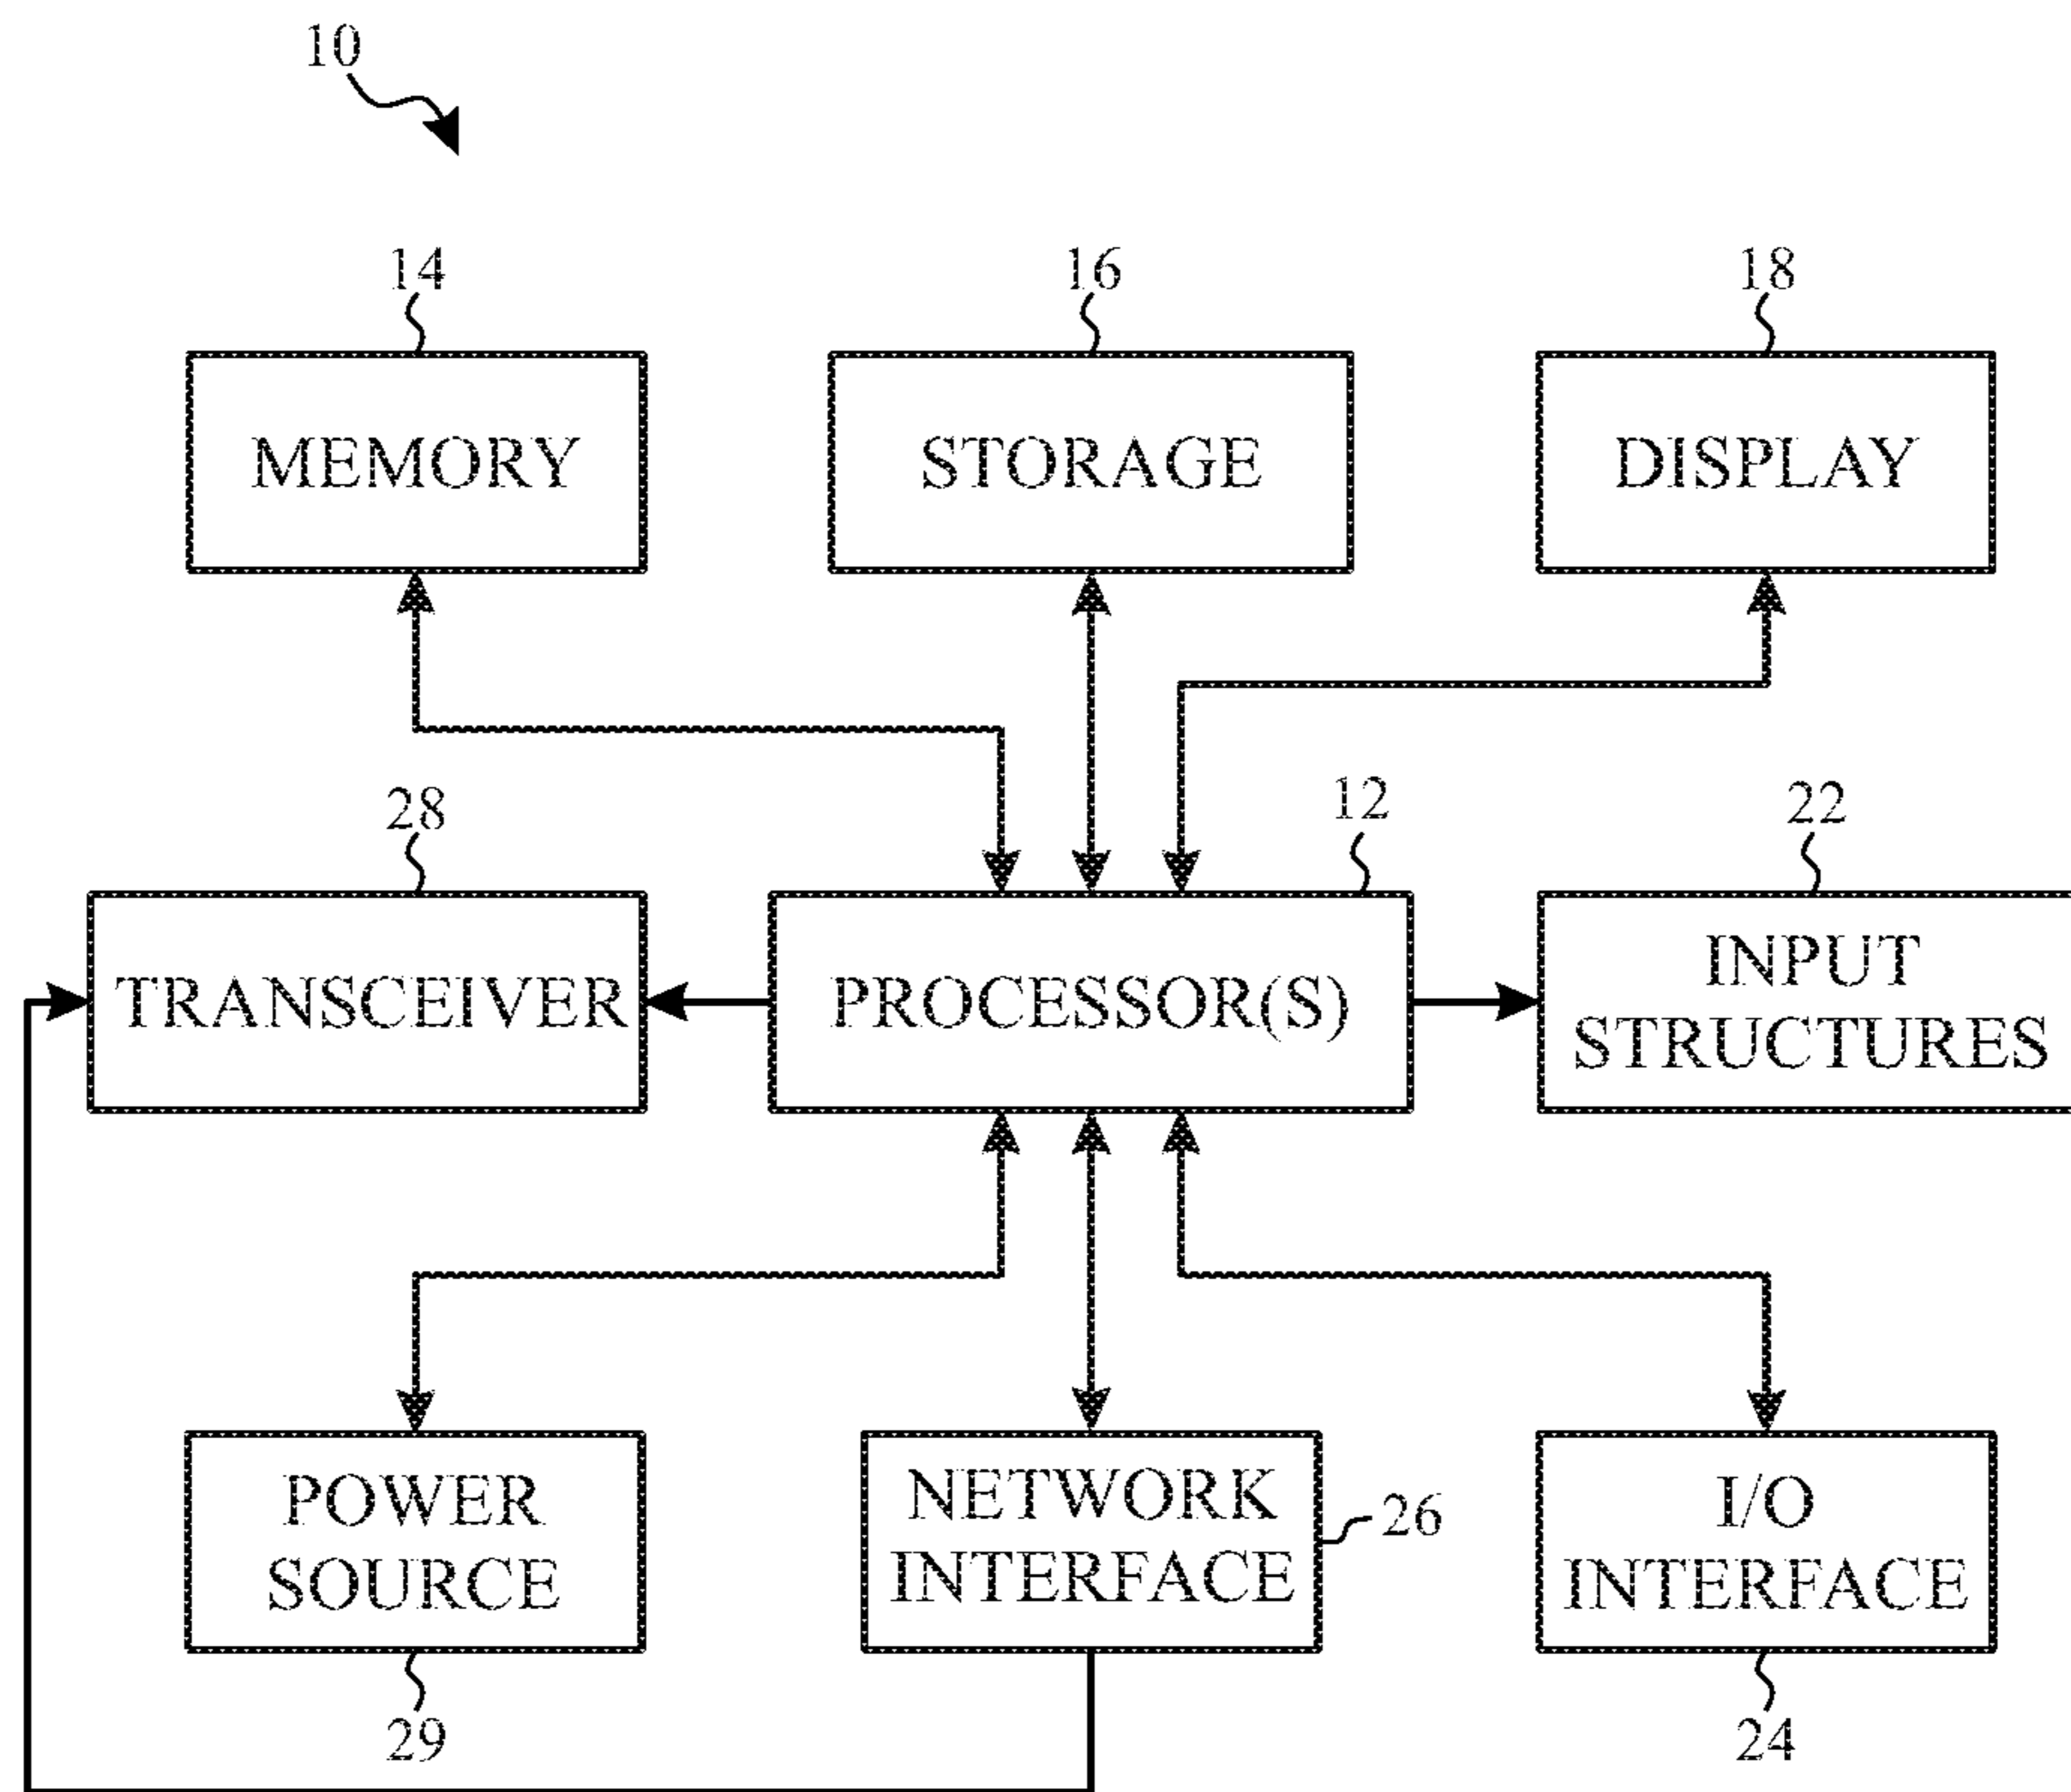 10
14
16
18
MEMORY
STORAGE
DISPLAY
28
12
22
TRANSCEIVER
PROCESSOR(S)
INPUT
STRUCTURES
POWER
SOURCE
NETWORK
INTERFACE
26
I/O
INTERFACE
29
24